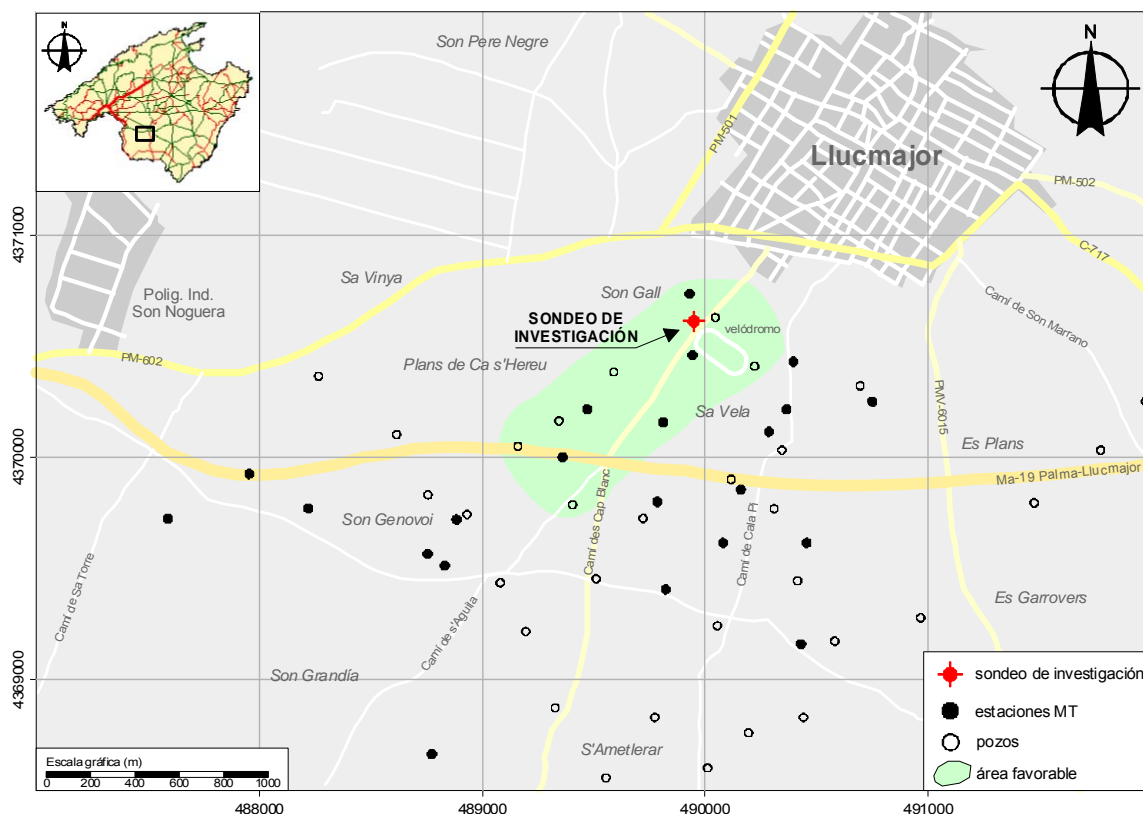 N
Son Pere Negre
N
PM-501
Llucmajor
PM-502
4371000
C-717
Sa Vinya
Polig. Ind.
Son Noguera
Son Gall
Camí de Son Marrano
SONDEO DE
INVESTIGACIÓN
velódromo
PM-602
Plans de Ca s'Hereu
Sa Vela
PMV-6015
Es Plans
4370000
Ma-19 Palma-Llucmajor
Son Genovoi
Camí des Cap Blanc
Camí de Cala Pi
Camí de Sa Torre
Camí de s'Aguila
Es Garrovers
4369000
Son Grandía
sondeo de investigación
estaciones MT
pozos
área favorable
S'Ametlerar
Escala gráfica (m)
0 200 400 600 800 1000
488000 489000 490000 491000